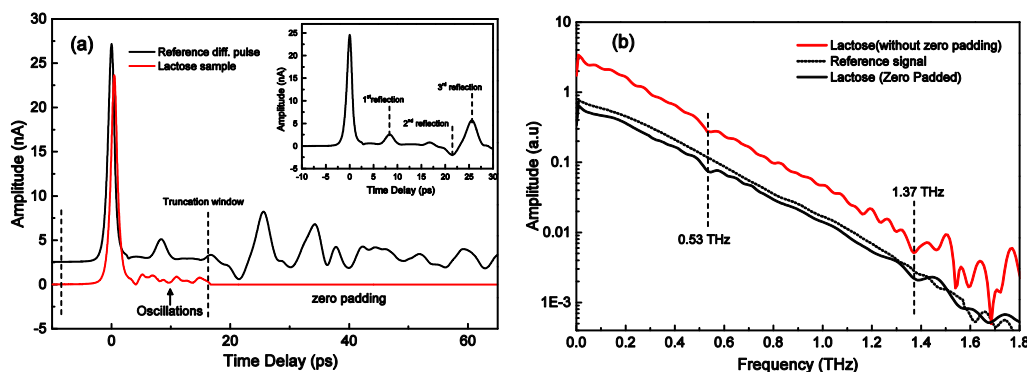 (a)
Reference diff. pulse
Lactose sample
Amplitude (nA)
30
25
20
15
10
5
0
-5
0
20
40
60
Time Delay (ps)
Truncation window
Oscillations
zero padding
Amplitude (nA)
25
20
15
10
5
0
-5
-10
0
10
20
30
Time Delay (ps)
1st reflection
2nd reflection
3rd reflection
(b)
Lactose(without zero padding)
Reference signal
Lactose (Zero Padded)
Amplitude (a.u)
1
0.1
0.01
1E-3
0.53 THz
1.37 THz
0.0
0.2
0.4
0.6
0.8
1.0
1.2
1.4
1.6
1.8
Frequency (THz)